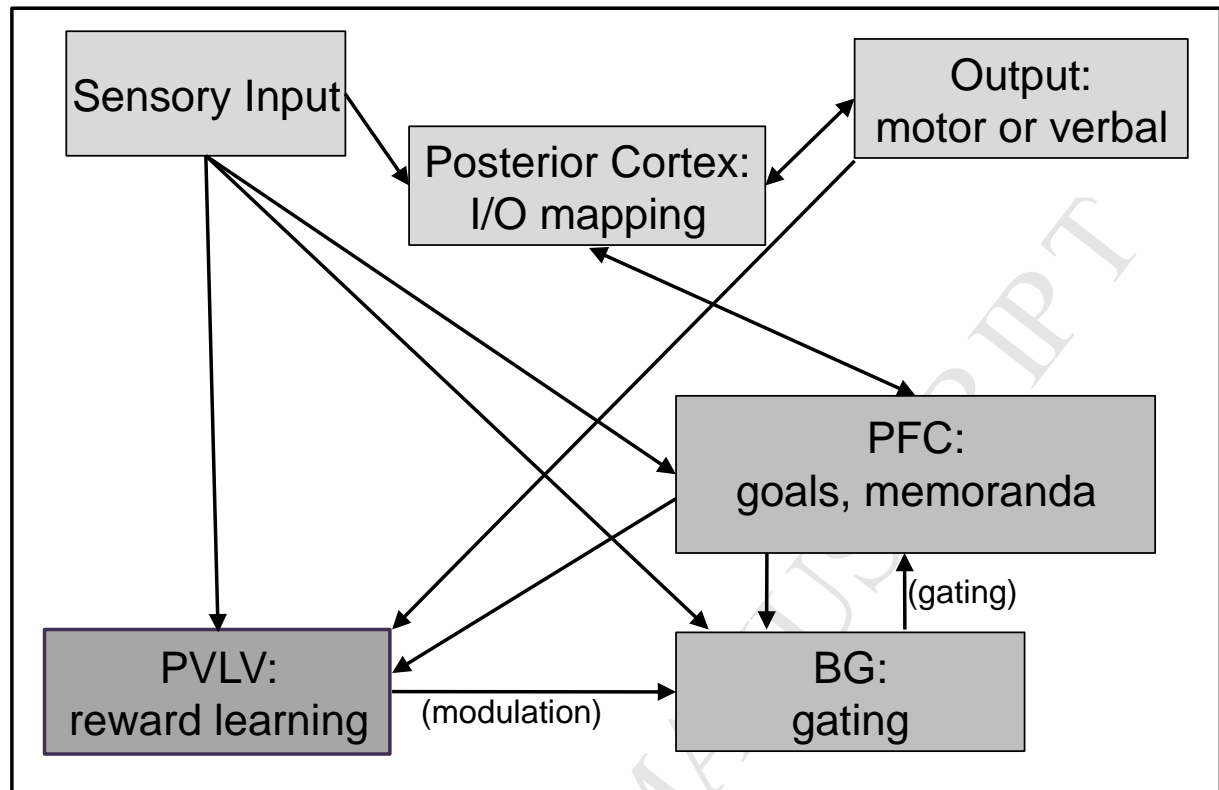 Sensory Input
Output:
motor or verbal
Posterior Cortex:
I/O mapping
PFC:
goals, memoranda
(gating)
PVLV:
reward learning
(modulation)
BG:
gating
MANUSCRIPT